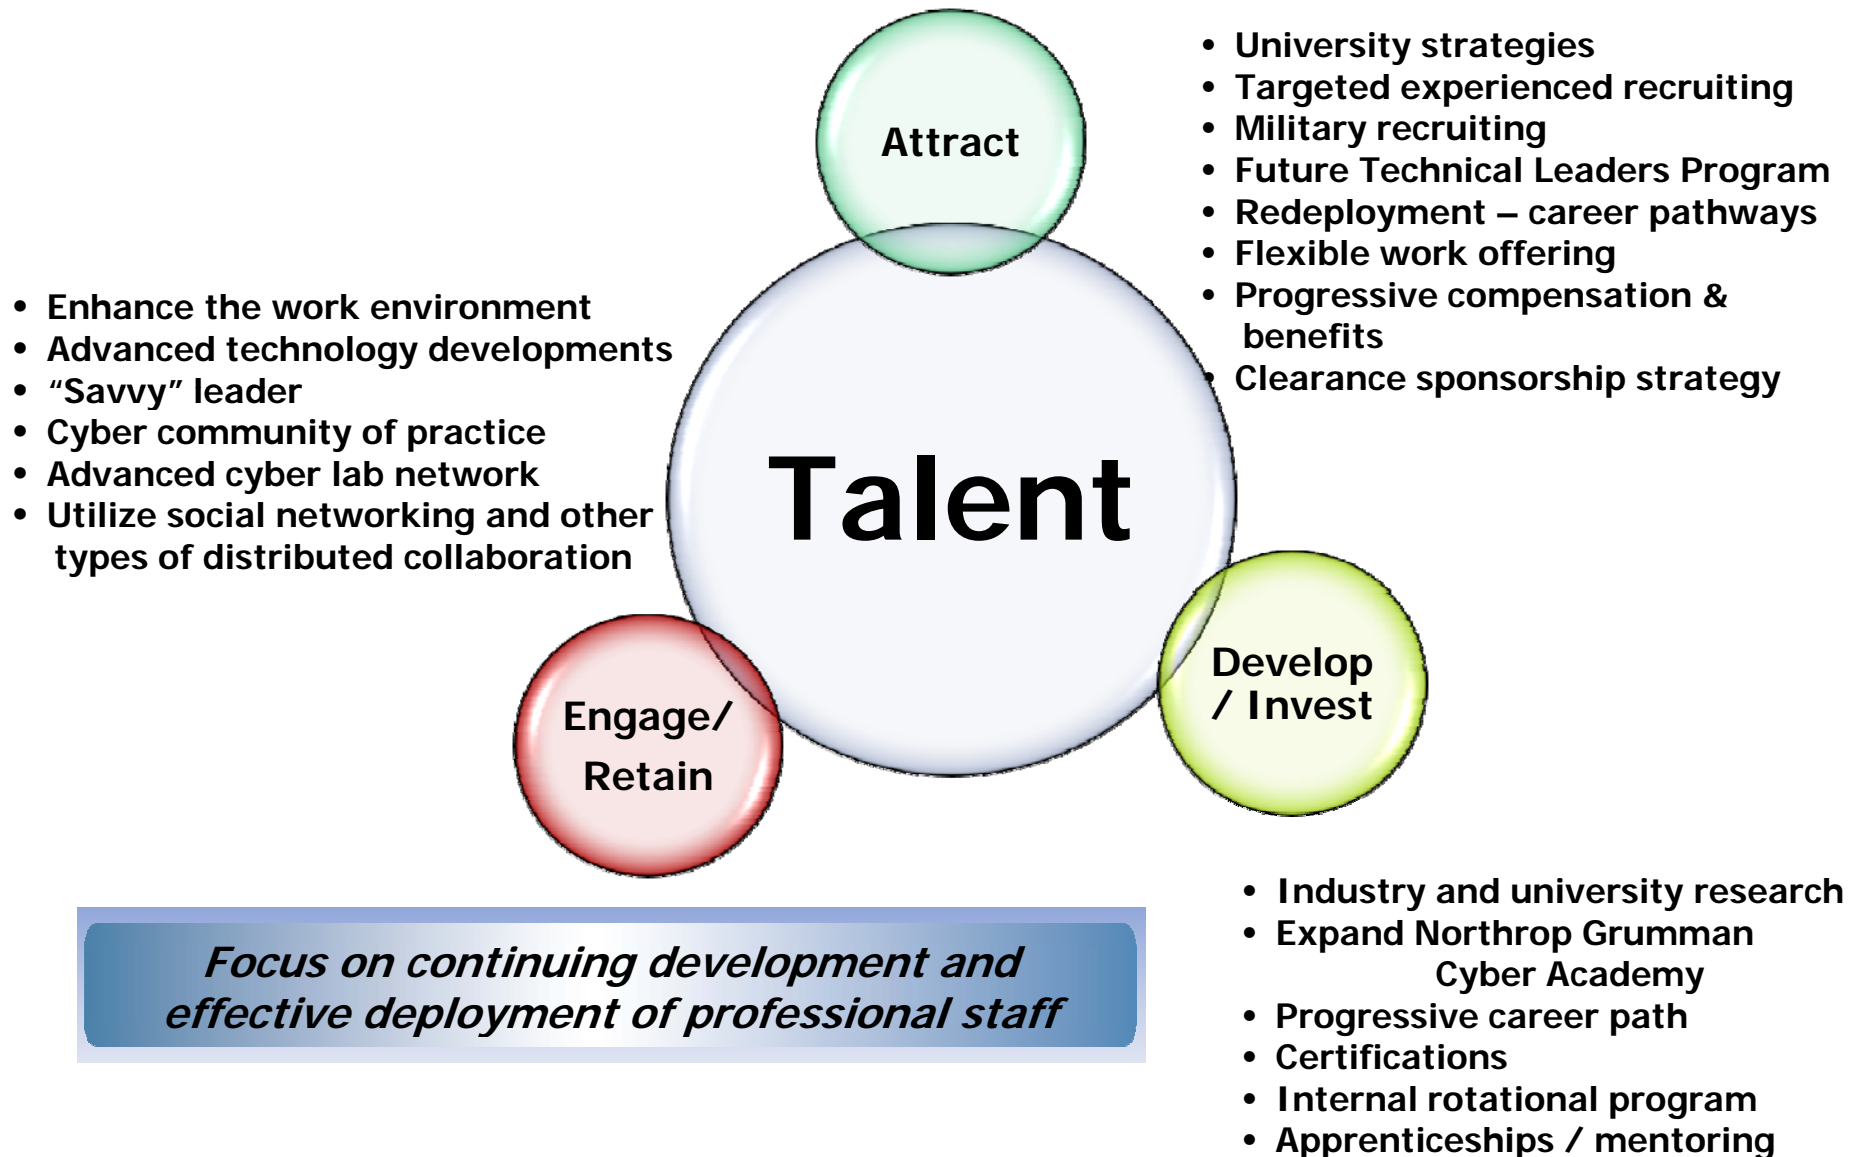 Attract
• University strategies
• Targeted experienced recruiting
• Military recruiting
• Future Technical Leaders Program
• Redeployment – career pathways
• Flexible work offering
• Progressive compensation &
benefits
• Clearance sponsorship strategy
• Enhance the work environment
• Advanced technology developments
• “Savvy” leader
• Cyber community of practice
• Advanced cyber lab network
• Utilize social networking and other
types of distributed collaboration
Talent
Develop
/ Invest
Engage/
Retain
Focus on continuing development and
effective deployment of professional staff
• Industry and university research
• Expand Northrop Grumman
Cyber Academy
• Progressive career path
• Certifications
• Internal rotational program
• Apprenticeships / mentoring